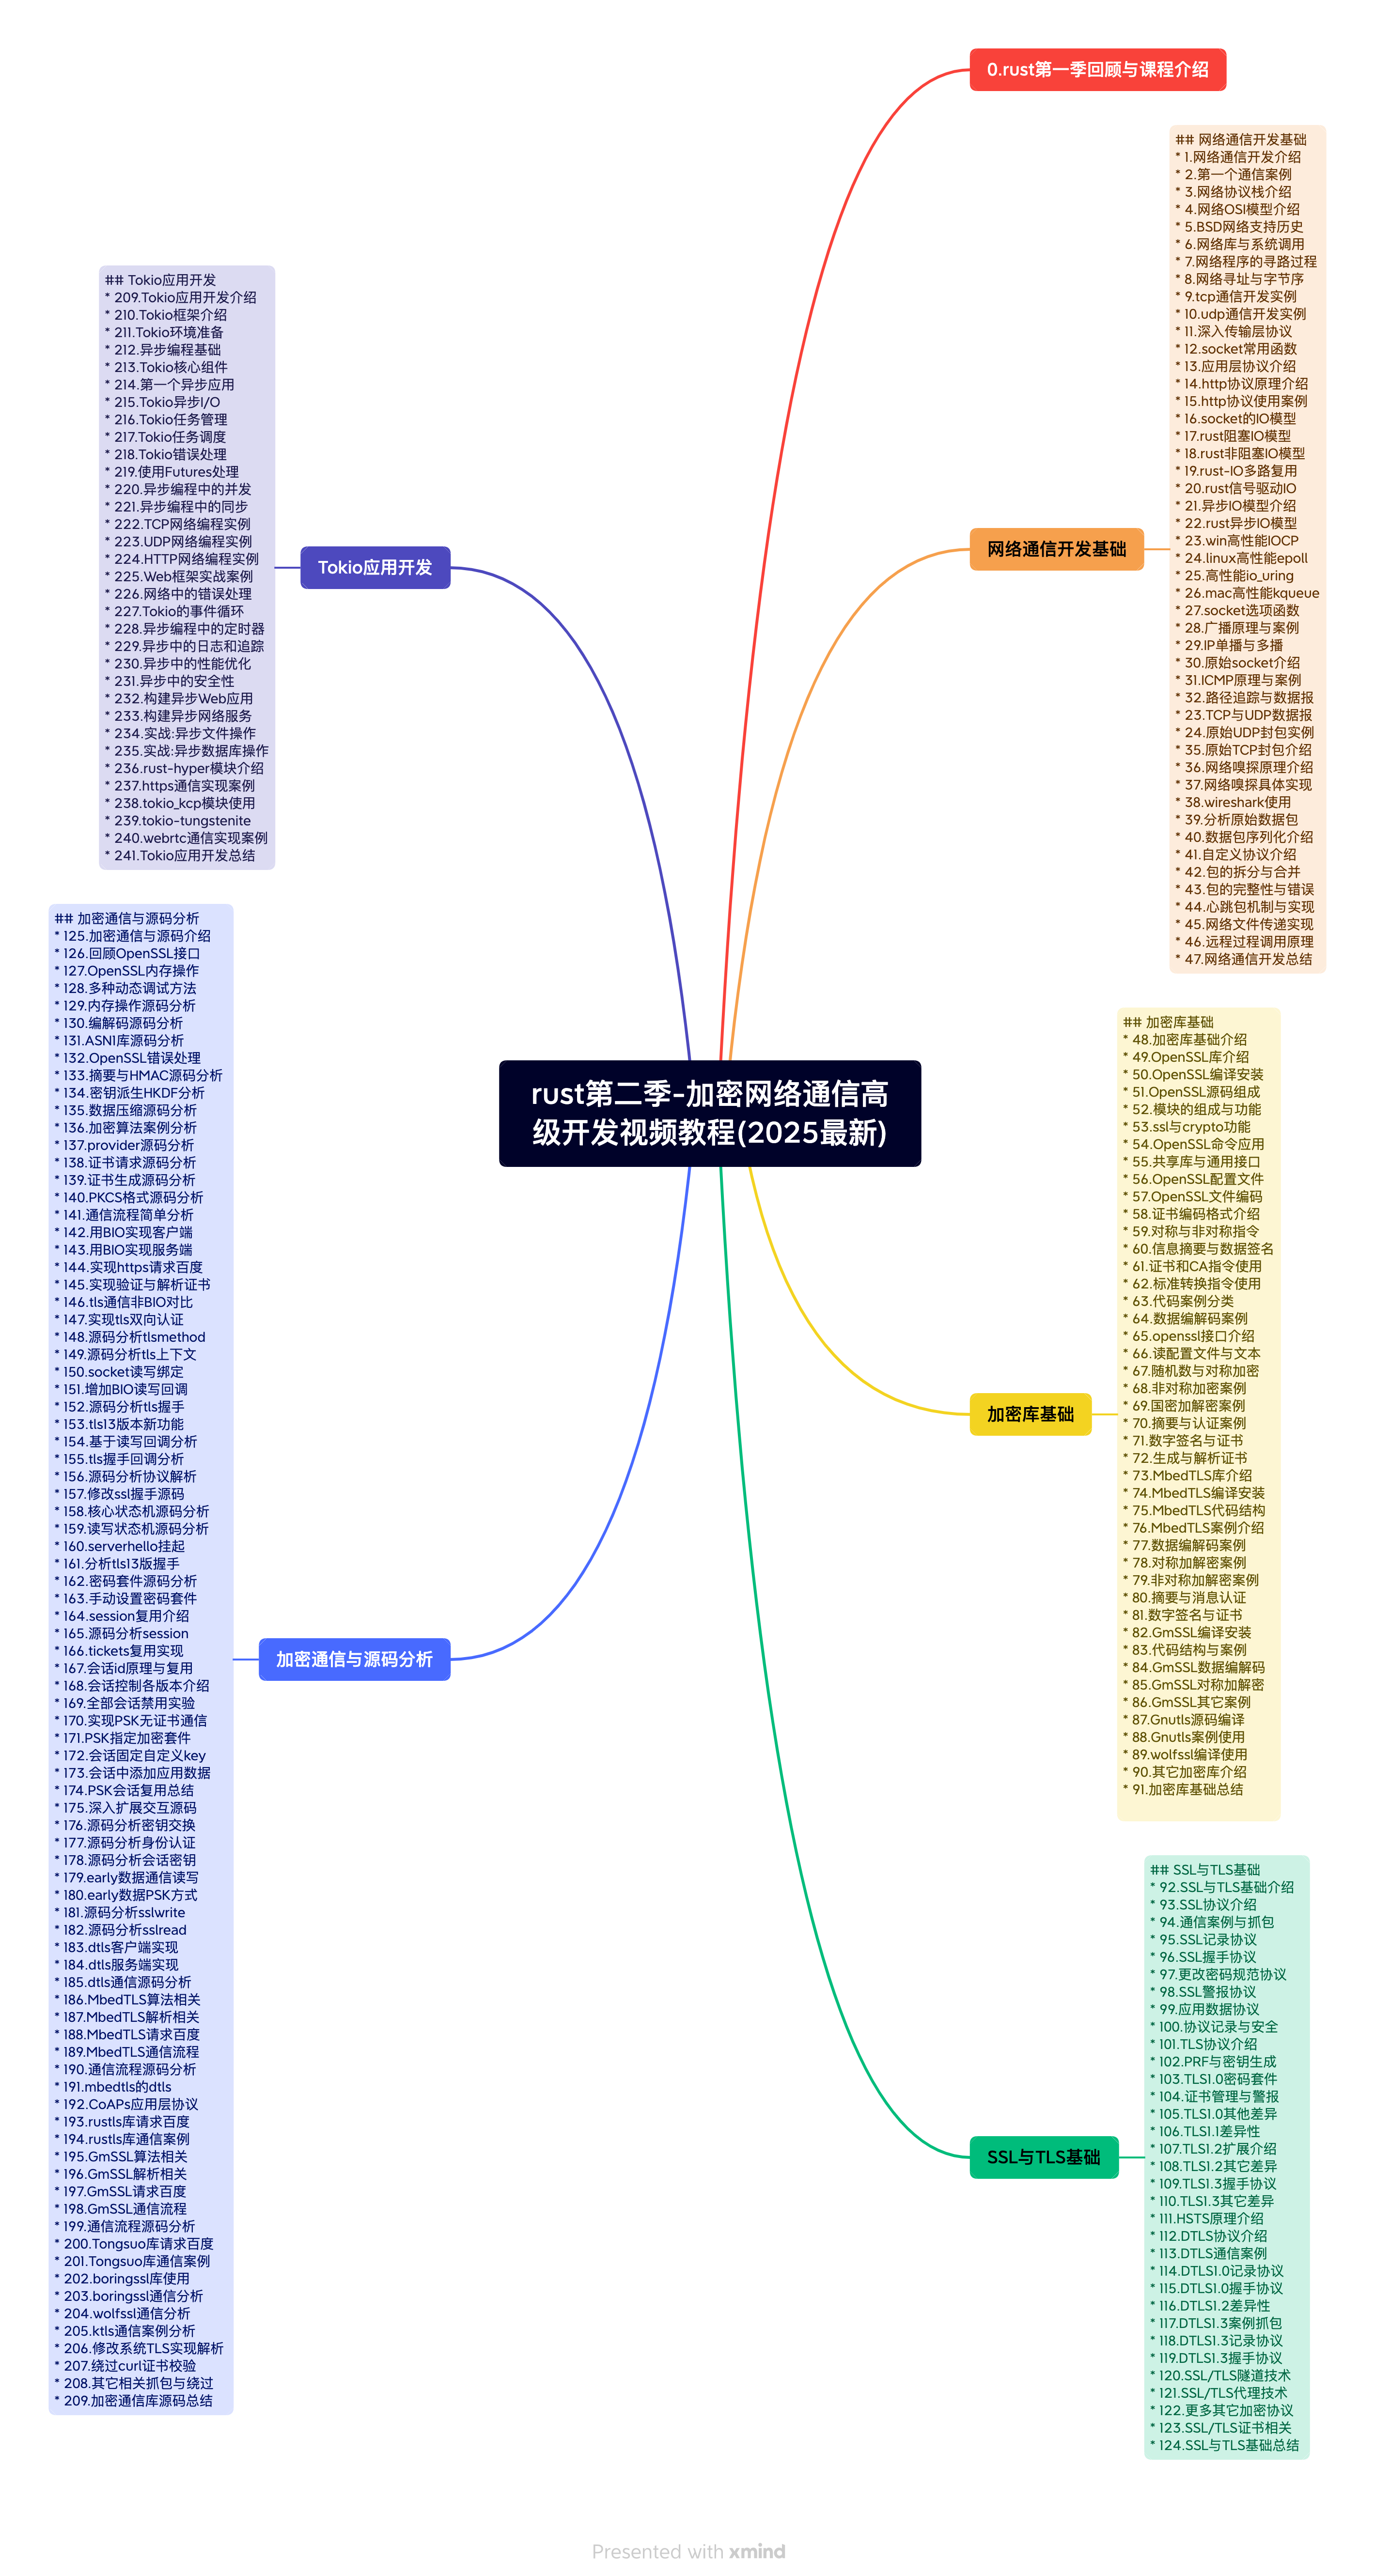 rust第二季-加密网络通信高
级开发视频教程(2025最新)
0.rust第一季回顾与课程介绍
网络通信开发基础
## 网络通信开发基础
* 1.网络通信开发介绍
* 2.第一个通信案例
* 3.网络协议栈介绍
* 4.网络OSI模型介绍
* 5.BSD网络支持历史
* 6.网络库与系统调用
* 7.网络程序的寻路过程
* 8.网络寻址与字节序
* 9.tcp通信开发实例
* 10.udp通信开发实例
* 11.深入传输层协议
* 12.socket常用函数
* 13.应用层协议介绍
* 14.http协议原理介绍
* 15.http协议使用案例
* 16.socket的IO模型
* 17.rust阻塞IO模型
* 18.rust非阻塞IO模型
* 19.rust-IO多路复用
* 20.rust信号驱动IO
* 21.异步IO模型介绍
* 22.rust异步IO模型
* 23.win高性能IOCP
* 24.linux高性能epoll
* 25.高性能io_uring
* 26.mac高性能kqueue
* 27.socket选项函数
* 28.广播原理与案例
* 29.IP单播与多播
* 30.原始socket介绍
* 31.ICMP原理与案例
* 32.路径追踪与数据报
* 23.TCP与UDP数据报
* 24.原始UDP封包实例
* 35.原始TCP封包介绍
* 36.网络嗅探原理介绍
* 37.网络嗅探具体实现
* 38.wireshark使用
* 39.分析原始数据包
* 40.数据包序列化介绍
* 41.自定义协议介绍
* 42.包的拆分与合并
* 43.包的完整性与错误
* 44.心跳包机制与实现
* 45.网络文件传递实现
* 46.远程过程调用原理
* 47.网络通信开发总结
加密库基础
## 加密库基础
* 48.加密库基础介绍
* 49.OpenSSL库介绍
* 50.OpenSSL编译安装
* 51.OpenSSL源码组成
* 52.模块的组成与功能
* 53.ssl与crypto功能
* 54.OpenSSL命令应用
* 55.共享库与通用接口
* 56.OpenSSL配置文件
* 57.OpenSSL文件编码
* 58.证书编码格式介绍
* 59.对称与非对称指令
* 60.信息摘要与数据签名
* 61.证书和CA指令使用
* 62.标准转换指令使用
* 63.代码案例分类
* 64.数据编解码案例
* 65.openssl接口介绍
* 66.读配置文件与文本
* 67.随机数与对称加密
* 68.非对称加密案例
* 69.国密加解密案例
* 70.摘要与认证案例
* 71.数字签名与证书
* 72.生成与解析证书
* 73.MbedTLS库介绍
* 74.MbedTLS编译安装
* 75.MbedTLS代码结构
* 76.MbedTLS案例介绍
* 77.数据编解码案例
* 78.对称加解密案例
* 79.非对称加解密案例
* 80.摘要与消息认证
* 81.数字签名与证书
* 82.GmSSL编译安装
* 83.代码结构与案例
* 84.GmSSL数据编解码
* 85.GmSSL对称加解密
* 86.GmSSL其它案例
* 87.Gnutls源码编译
* 88.Gnutls案例使用
* 89.wolfssl编译使用
* 90.其它加密库介绍
* 91.加密库基础总结
SSL与TLS基础
## SSL与TLS基础
* 92.SSL与TLS基础介绍
* 93.SSL协议介绍
* 94.通信案例与抓包
* 95.SSL记录协议
* 96.SSL握手协议
* 97.更改密码规范协议
* 98.SSL警报协议
* 99.应用数据协议
* 100.协议记录与安全
* 101.TLS协议介绍
* 102.PRF与密钥生成
* 103.TLS1.0密码套件
* 104.证书管理与警报
* 105.TLS1.0其他差异
* 106.TLS1.1差异性
* 107.TLS1.2扩展介绍
* 108.TLS1.2其它差异
* 109.TLS1.3握手协议
* 110.TLS1.3其它差异
* 111.HSTS原理介绍
* 112.DTLS协议介绍
* 113.DTLS通信案例
* 114.DTLS1.0记录协议
* 115.DTLS1.0握手协议
* 116.DTLS1.2差异性
* 117.DTLS1.3案例抓包
* 118.DTLS1.3记录协议
* 119.DTLS1.3握手协议
* 120.SSL/TLS隧道技术
* 121.SSL/TLS代理技术
* 122.更多其它加密协议
* 123.SSL/TLS证书相关
* 124.SSL与TLS基础总结
加密通信与源码分析
## 加密通信与源码分析
* 125.加密通信与源码介绍
* 126.回顾OpenSSL接口
* 127.OpenSSL内存操作
* 128.多种动态调试方法
* 129.内存操作源码分析
* 130.编解码源码分析
* 131.ASN1库源码分析
* 132.OpenSSL错误处理
* 133.摘要与HMAC源码分析
* 134.密钥派生HKDF分析
* 135.数据压缩源码分析
* 136.加密算法案例分析
* 137.provider源码分析
* 138.证书请求源码分析
* 139.证书生成源码分析
* 140.PKCS格式源码分析
* 141.通信流程简单分析
* 142.用BIO实现客户端
* 143.用BIO实现服务端
* 144.实现https请求百度
* 145.实现验证与解析证书
* 146.tls通信非BIO对比
* 147.实现tls双向认证
* 148.源码分析tlsmethod
* 149.源码分析tls上下文
* 150.socket读写绑定
* 151.增加BIO读写回调
* 152.源码分析tls握手
* 153.tls13版本新功能
* 154.基于读写回调分析
* 155.tls握手回调分析
* 156.源码分析协议解析
* 157.修改ssl握手源码
* 158.核心状态机源码分析
* 159.读写状态机源码分析
* 160.serverhello挂起
* 161.分析tls13版握手
* 162.密码套件源码分析
* 163.手动设置密码套件
* 164.session复用介绍
* 165.源码分析session
* 166.tickets复用实现
* 167.会话id原理与复用
* 168.会话控制各版本介绍
* 169.全部会话禁用实验
* 170.实现PSK无证书通信
* 171.PSK指定加密套件
* 172.会话固定自定义key
* 173.会话中添加应用数据
* 174.PSK会话复用总结
* 175.深入扩展交互源码
* 176.源码分析密钥交换
* 177.源码分析身份认证
* 178.源码分析会话密钥
* 179.early数据通信读写
* 180.early数据PSK方式
* 181.源码分析sslwrite
* 182.源码分析sslread
* 183.dtls客户端实现
* 184.dtls服务端实现
* 185.dtls通信源码分析
* 186.MbedTLS算法相关
* 187.MbedTLS解析相关
* 188.MbedTLS请求百度
* 189.MbedTLS通信流程
* 190.通信流程源码分析
* 191.mbedtls的dtls
* 192.CoAPs应用层协议
* 193.rustls库请求百度
* 194.rustls库通信案例
* 195.GmSSL算法相关
* 196.GmSSL解析相关
* 197.GmSSL请求百度
* 198.GmSSL通信流程
* 199.通信流程源码分析
* 200.Tongsuo库请求百度
* 201.Tongsuo库通信案例
* 202.boringssl库使用
* 203.boringssl通信分析
* 204.wolfssl通信分析
* 205.ktls通信案例分析
* 206.修改系统TLS实现解析
* 207.绕过curl证书校验
* 208.其它相关抓包与绕过
* 209.加密通信库源码总结
Tokio应用开发
## Tokio应用开发
* 209.Tokio应用开发介绍
* 210.Tokio框架介绍
* 211.Tokio环境准备
* 212.异步编程基础
* 213.Tokio核心组件
* 214.第一个异步应用
* 215.Tokio异步I/O
* 216.Tokio任务管理
* 217.Tokio任务调度
* 218.Tokio错误处理
* 219.使用Futures处理
* 220.异步编程中的并发
* 221.异步编程中的同步
* 222.TCP网络编程实例
* 223.UDP网络编程实例
* 224.HTTP网络编程实例
* 225.Web框架实战案例
* 226.网络中的错误处理
* 227.Tokio的事件循环
* 228.异步编程中的定时器
* 229.异步中的日志和追踪
* 230.异步中的性能优化
* 231.异步中的安全性
* 232.构建异步Web应用
* 233.构建异步网络服务
* 234.实战:异步文件操作
* 235.实战:异步数据库操作
* 236.rust-hyper模块介绍
* 237.https通信实现案例
* 238.tokio_kcp模块使用
* 239.tokio-tungstenite
* 240.webrtc通信实现案例
* 241.Tokio应用开发总结
Presented with xmind